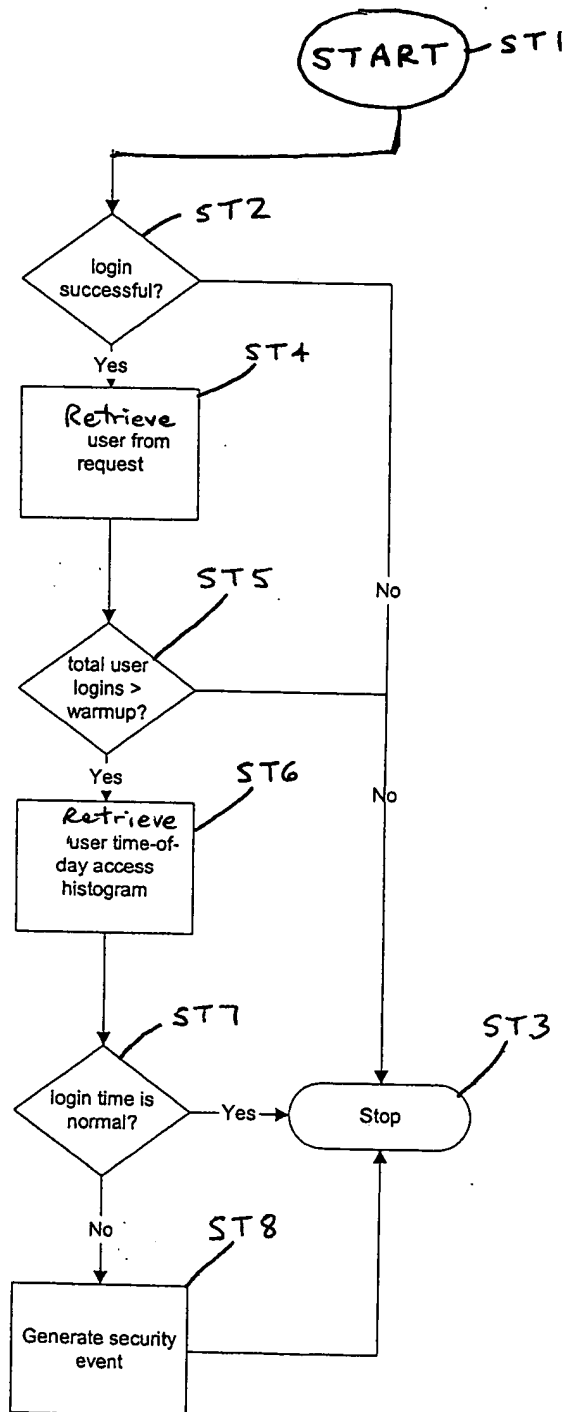 START
ST1
ST2
login
successful?
Yes
ST4
Retrieve
user from
request
No
ST5
total user
logins >
warmup?
Yes
No
ST6
Retrieve
user time-of-
day access
histogram
ST7
login time is
normal?
Yes
ST3
Stop
No
ST8
Generate security
event